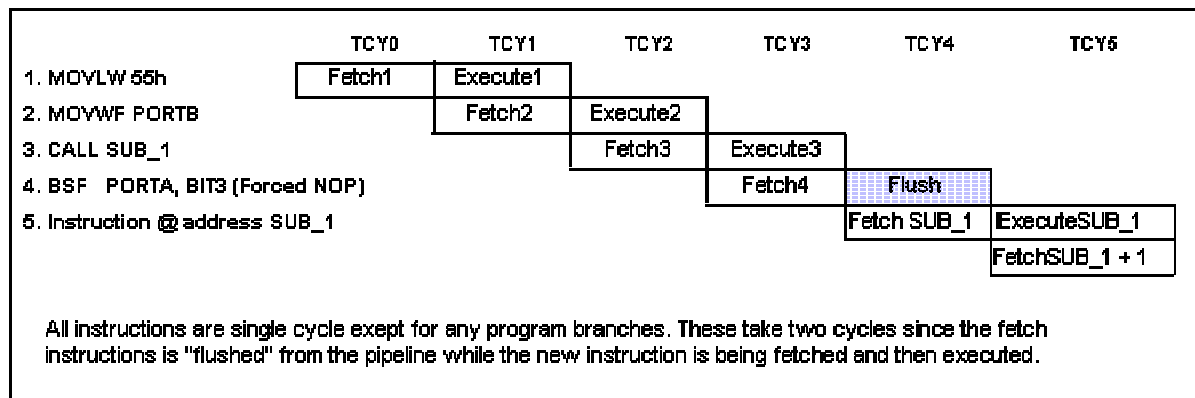 TCY0 TCY1 TCY2 TCY3 TCY4 TCY5
1. MOVLW 55h Fetch1 Execute1
2. MOVWF PORTB Fetch2 Execute2
3. CALL SUB_1 Fetch3 Execute3
4. BSF PORTA, BIT3 (Forced NOP) Fetch4 Flush
5. Instruction @ address SUB_1 Fetch SUB_1 ExecuteSUB_1
FetchSUB_1 + 1
All instructions are single cycle exept for any program branches. These take two cycles since the fetch
instructions is "flushed" from the pipeline while the new instruction is being fetched and then executed.